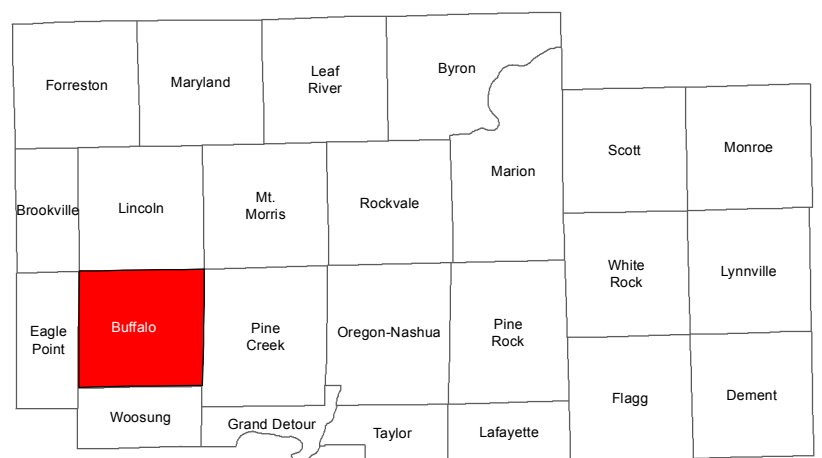 Forreston
Maryland
Leaf
River
Byron
Scott
Monroe
Brookville
Lincoln
Mt.
Morris
Rockvale
Marion
White
Rock
Lynnville
Eagle
Point
Buffalo
Pine
Creek
Oregon-Nashua
Pine
Rock
Flagg
Dement
Woosung
Grand Detour
Taylor
Lafayette